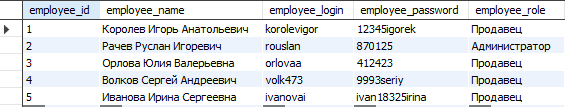 employee_id employee_name employee_login employee_password employee_role
1 Королев Игорь Анатольевич korolevigor 12345igorek Продавец
2 Рачев Руслан Игоревич rouslan 870125 Администратор
3 Орлова Юлия Валерьевна orlovaa 412423 Продавец
4 Волков Сергей Андреевич volk473 9993seriy Продавец
5 Иванова Ирина Сергеевна ivanovai ivan18325irina Продавец